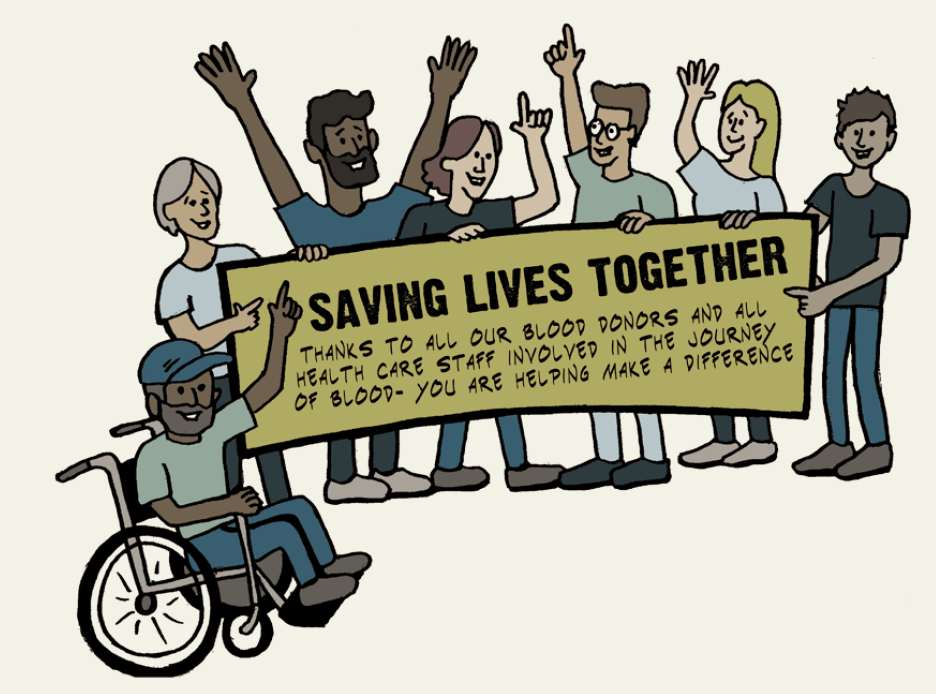 SAVING LIVES TOGETHER
THANKS TO ALL OUR BLOOD DONORS AND ALL
HEALTH CARE STAFF INVOLVED IN THE JOURNEY
OF BLOOD- YOU ARE HELPING MAKE A DIFFERENCE